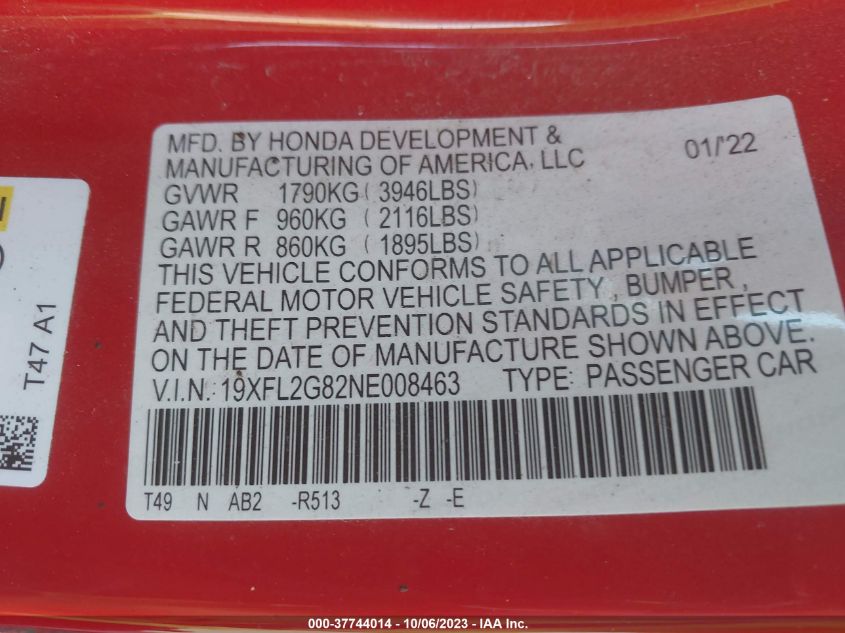 MFD. BY HONDA DEVELOPMENT &
MANUFACTURING OF AMERICA, LLC 01/'22
GVWR 1790KG ( 3946LBS)
GAWR F 960KG ( 2116LBS)
GAWR R 860KG ( 1895LBS)
THIS VEHICLE CONFORMS TO ALL APPLICABLE
FEDERAL MOTOR VEHICLE SAFETY, BUMPER,
AND THEFT PREVENTION STANDARDS IN EFFECT
ON THE DATE OF MANUFACTURE SHOWN ABOVE.
V.I.N.: 19XFL2G82NE008463 TYPE: PASSENGER CAR
T49 N AB2 -R513 -Z -E
T47 A1
000-37744014 - 10/06/2023 - IAA Inc.